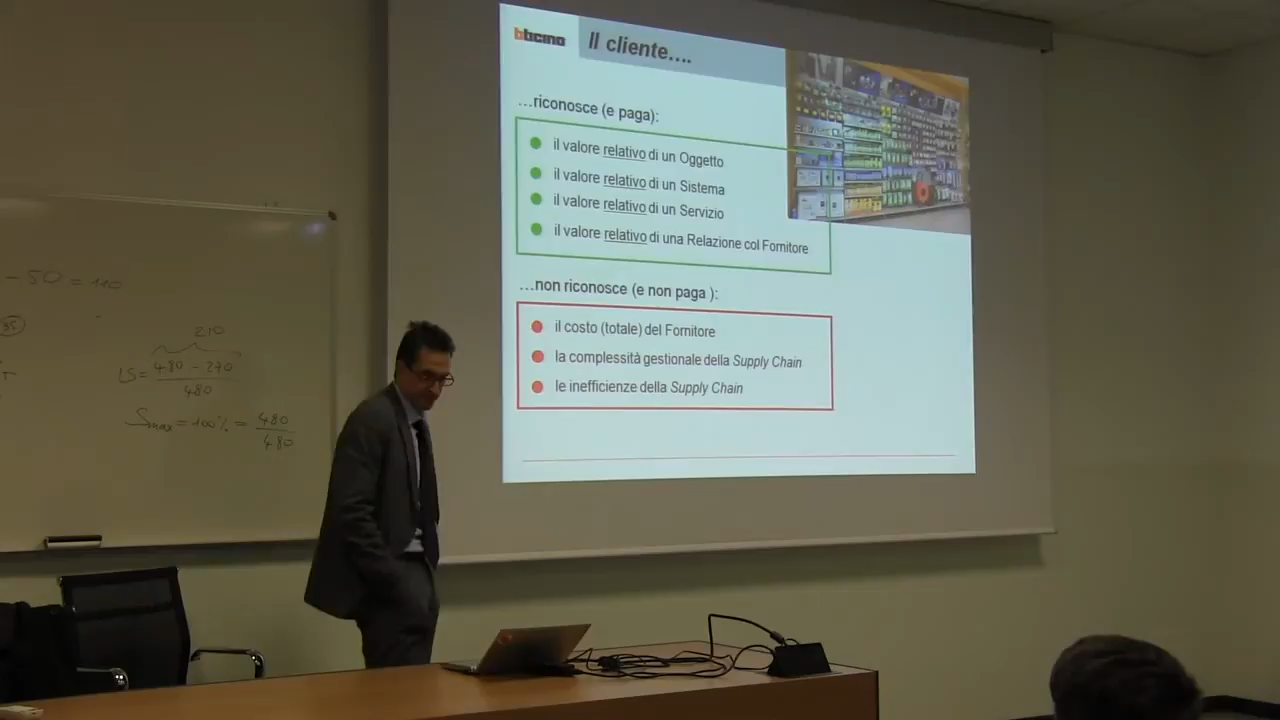 bticino
Il cliente....
...riconosce (e paga):
il valore relativo di un Oggetto
il valore relativo di un Sistema
il valore relativo di un Servizio
il valore relativo di una Relazione col Fornitore
...non riconosce (e non paga ):
il costo (totale) del Fornitore
la complessità gestionale della Supply Chain
le inefficienze della Supply Chain
- 50 = 110
35
210
LS = 480 - 270
480
Smax = 100% = 480
480